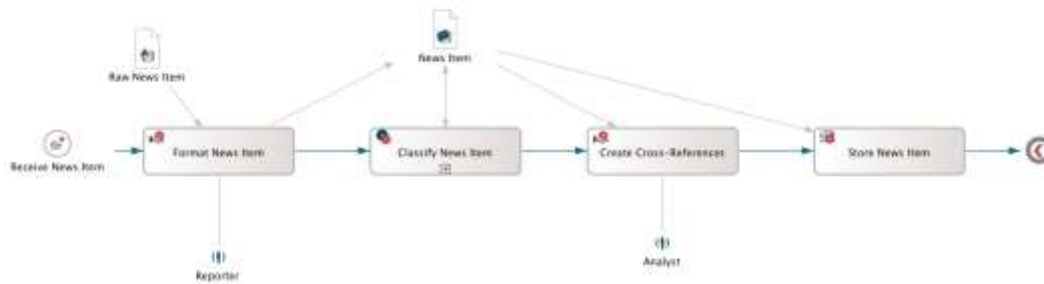 News Item
Raw News Item
Receive News Item
Format News Item
Classify News Item
Create Cross-References
Store News Item
Reporter
Analyst